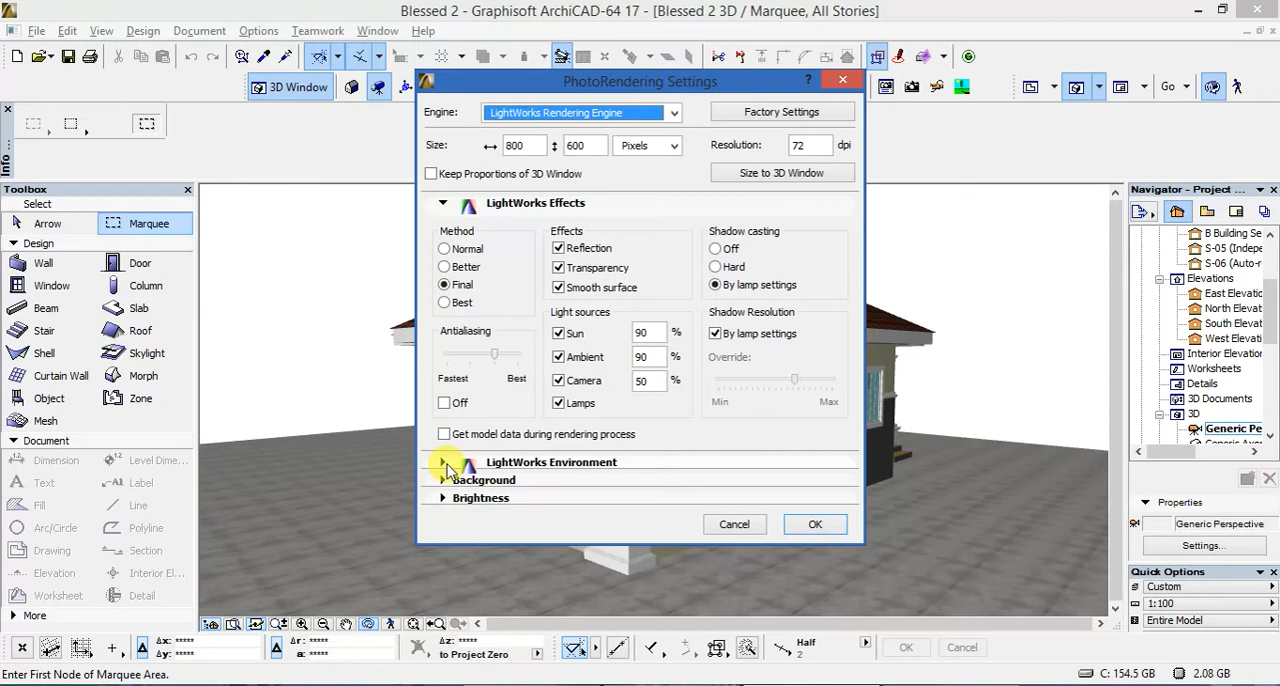 Blessed 2 - Graphisoft ArchiCAD-64 17 - [Blessed 2 3D / Marquee, All Stories]
File Edit View Design Document Options Teamwork Window Help
3D Window
Go
Info
PhotoRendering Settings
Engine: LightWorks Rendering Engine Factory Settings
Size: 800 600 Pixels Resolution: 72 dpi
Keep Proportions of 3D Window Size to 3D Window
LightWorks Effects
Method
Normal
Better
Final
Best
Antialiasing
Fastest Best
Off
Effects
Reflection
Transparency
Smooth surface
Light sources
Sun 90 %
Ambient 90 %
Camera 50 %
Lamps
Shadow casting
Off
Hard
By lamp settings
Shadow Resolution
By lamp settings
Override:
Min Max
Get model data during rendering process
LightWorks Environment
Background
Brightness
Cancel OK
Toolbox
Select
Arrow Marquee
Design
Wall Door
Window Column
Beam Slab
Stair Roof
Shell Skylight
Curtain Wall Morph
Object Zone
Mesh
Document
Dimension Level Dime...
Text Label
Fill Line
Arc/Circle Polyline
Drawing Section
Elevation Interior El...
Worksheet Detail
More
Navigator - Project ...
B Building Se
S-05 (Indepe
S-06 (Auto-r
Elevations
East Elevatio
North Elevat
South Elevat
West Elevati
Interior Elevation
Worksheets
Details
3D Documents
3D
Generic Pe
Generic Axono
Properties
Generic Perspective
Settings...
Quick Options
Custom
1:100
Entire Model
Δx: ***** Δy: ***** Δr: ***** a: ***** Δz: ***** to Project Zero
Half
2
OK Cancel
Enter First Node of Marquee Area.
C: 154.5 GB 2.08 GB